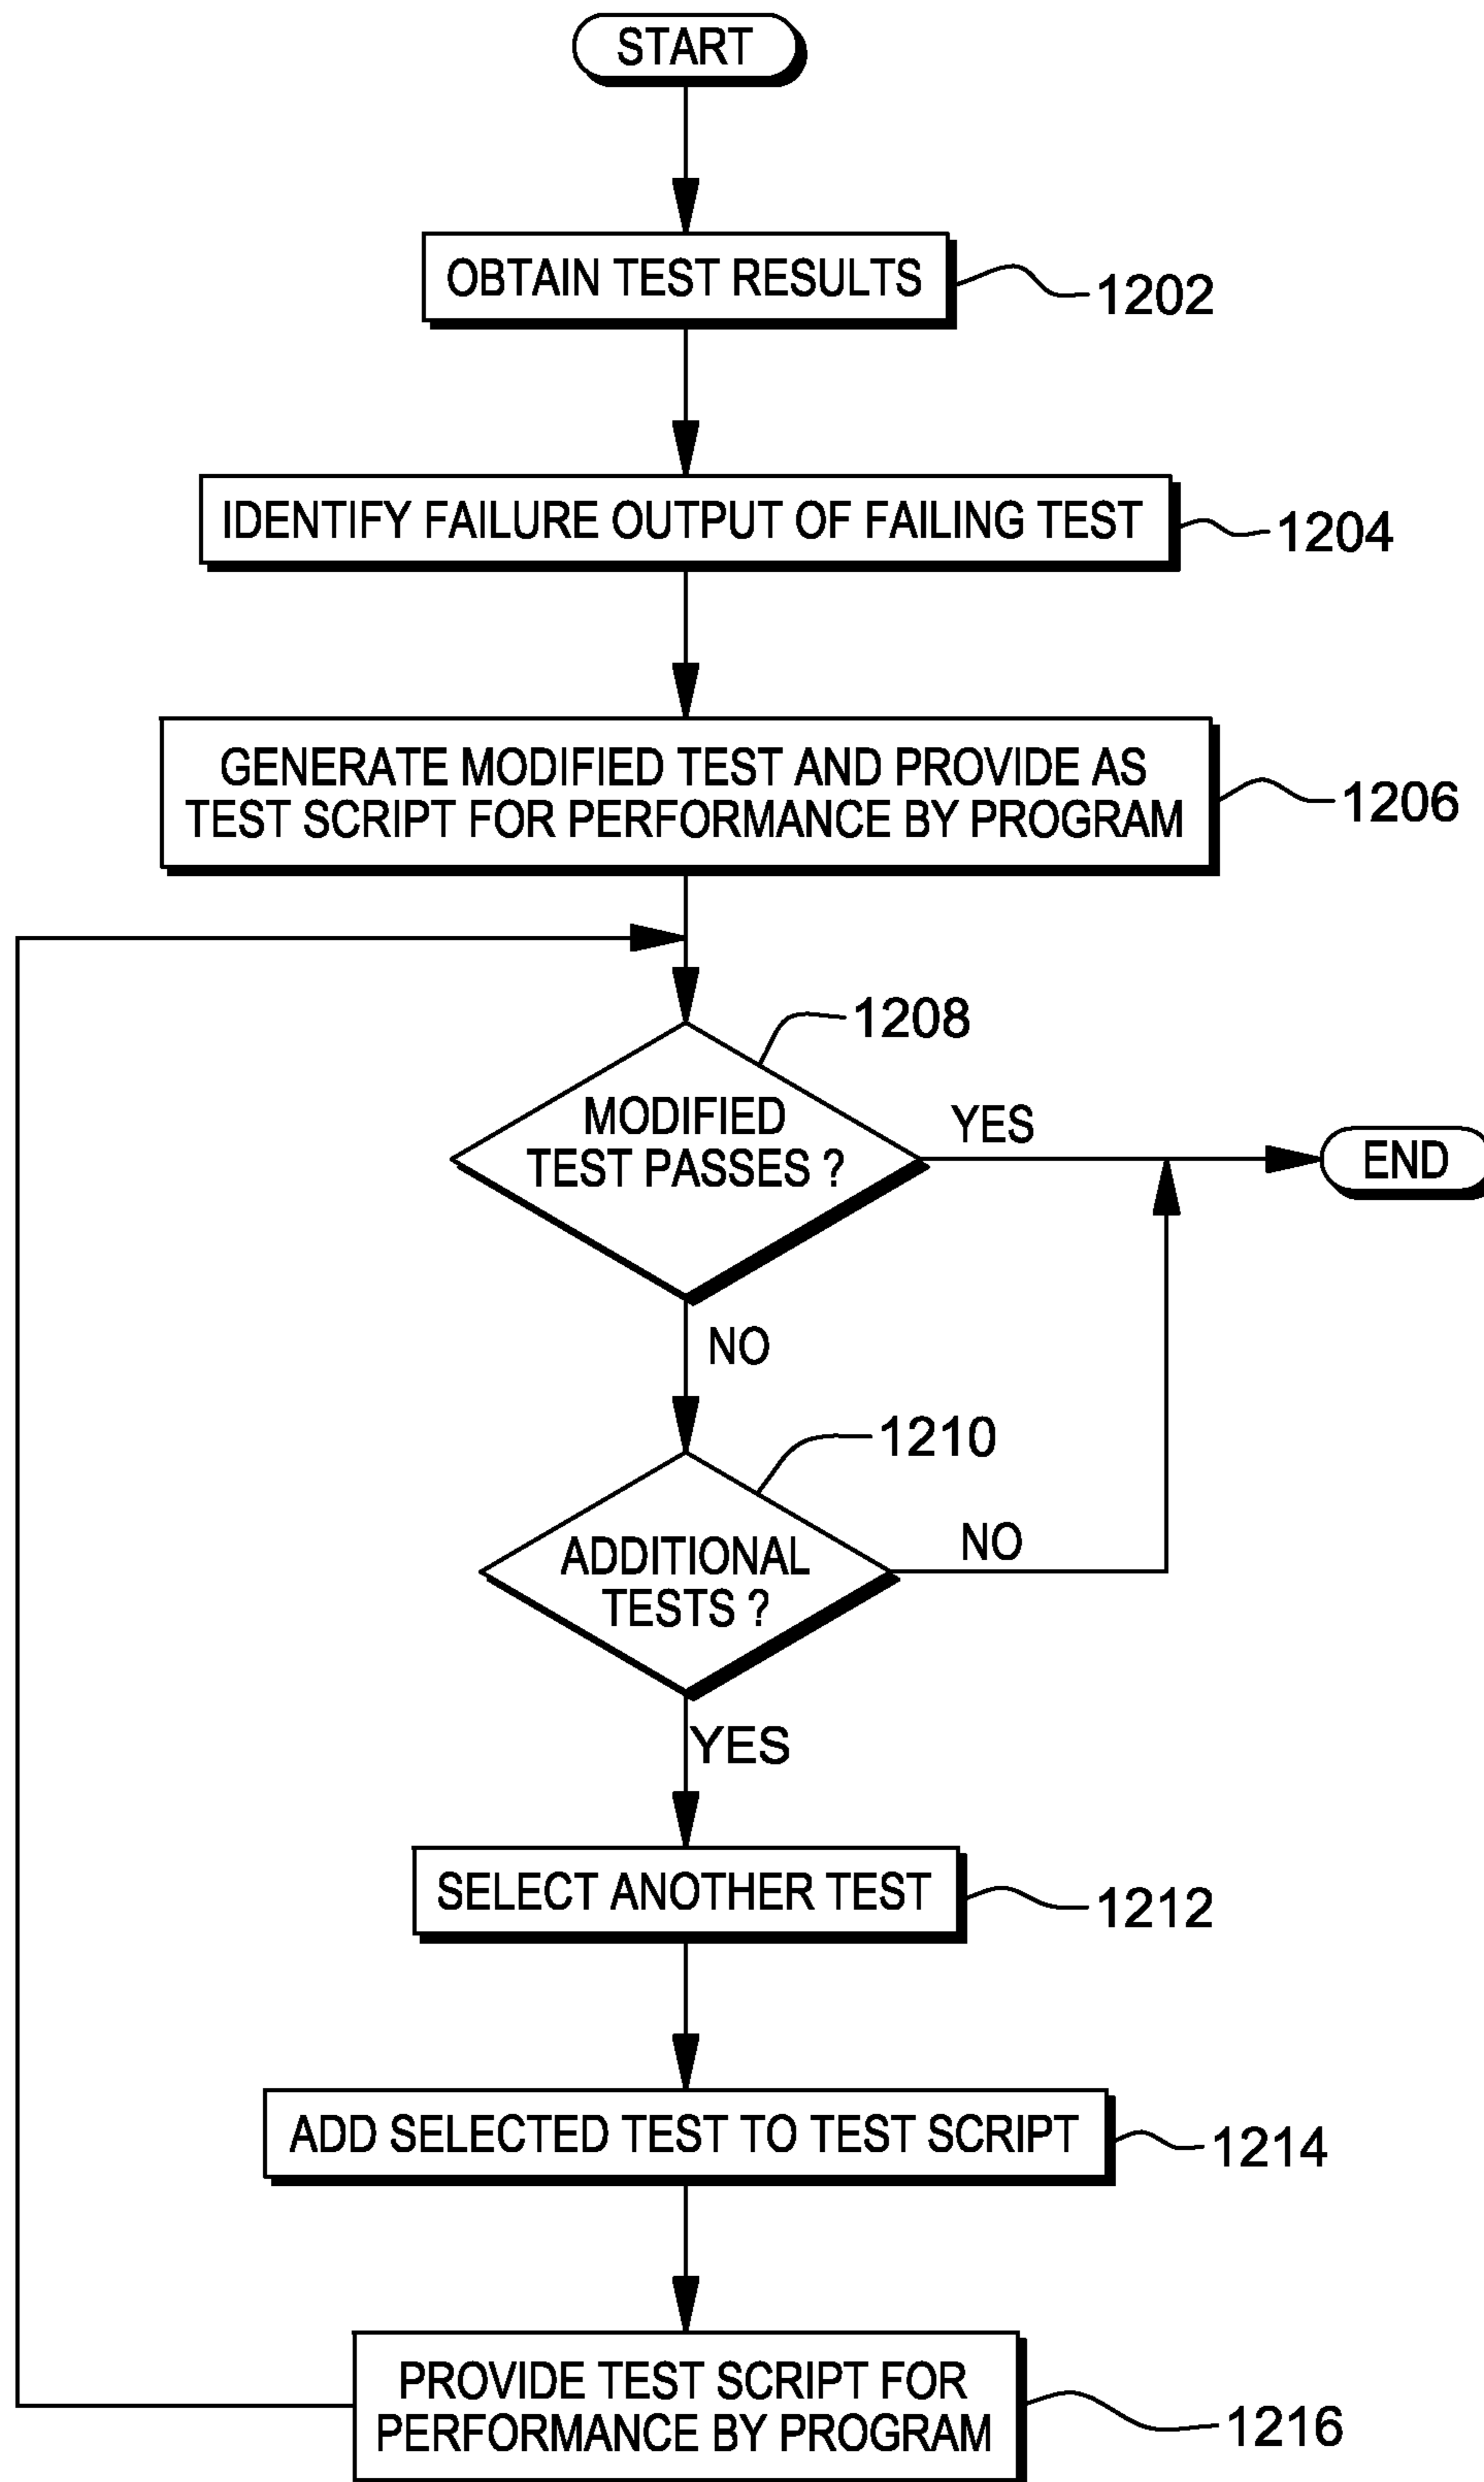 START
OBTAIN TEST RESULTS
1202
IDENTIFY FAILURE OUTPUT OF FAILING TEST
1204
GENERATE MODIFIED TEST AND PROVIDE AS
TEST SCRIPT FOR PERFORMANCE BY PROGRAM
1206
1208
MODIFIED
TEST PASSES ?
YES
END
NO
1210
ADDITIONAL
TESTS ?
NO
YES
SELECT ANOTHER TEST
1212
ADD SELECTED TEST TO TEST SCRIPT
1214
PROVIDE TEST SCRIPT FOR
PERFORMANCE BY PROGRAM
1216